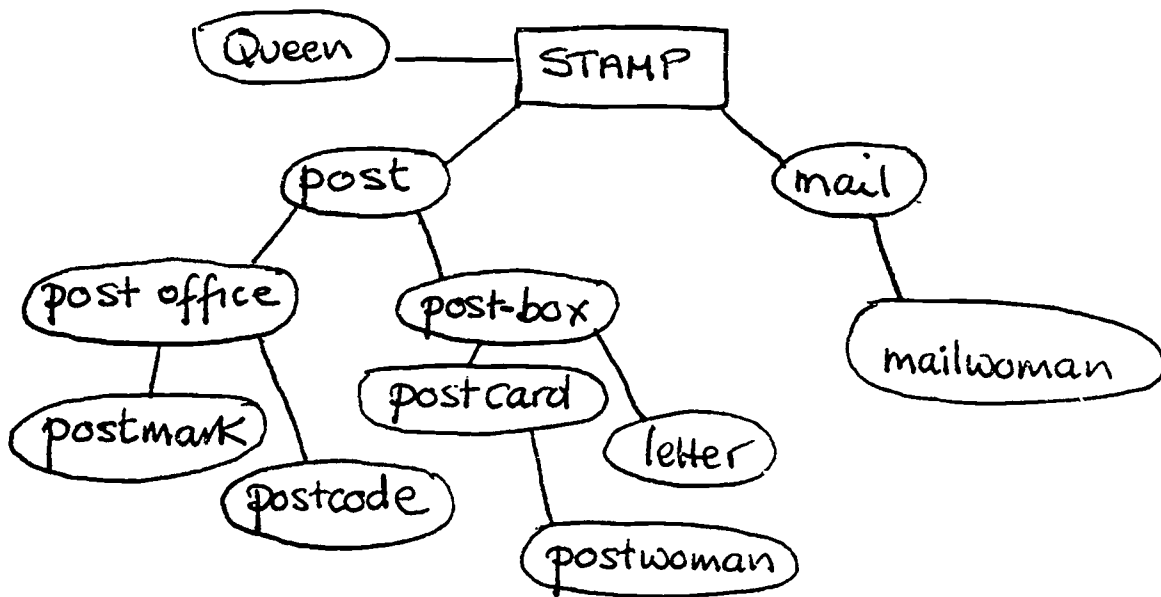 Queen
STAMP
post
mail
post office
post-box
mailwoman
postcard
postmark
letter
postcode
postwoman